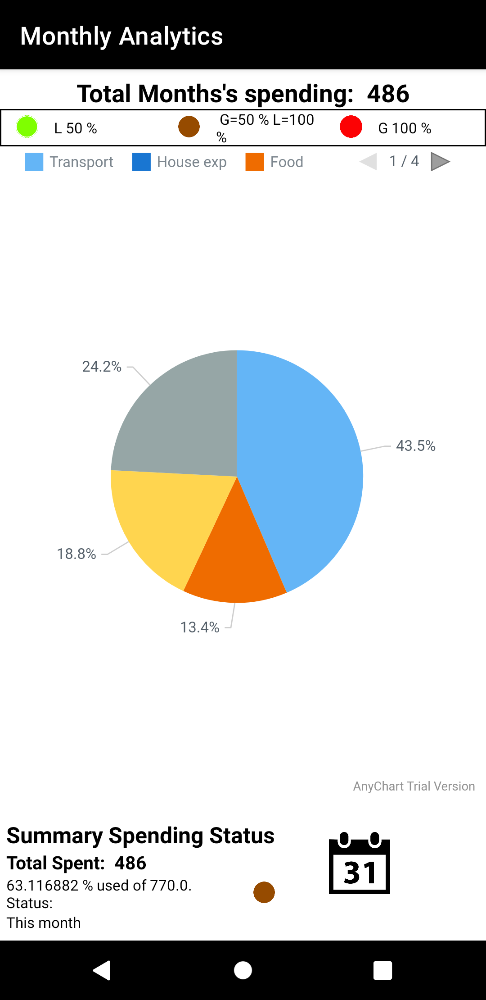 Monthly Analytics
Total Months's spending:  486
L 50 %
G=50 % L=100
%
G 100 %
Transport
House exp
Food
1 / 4
24.2%
43.5%
18.8%
13.4%
AnyChart Trial Version
Summary Spending Status
Total Spent:  486
63.116882 % used of 770.0.
Status:
This month
31